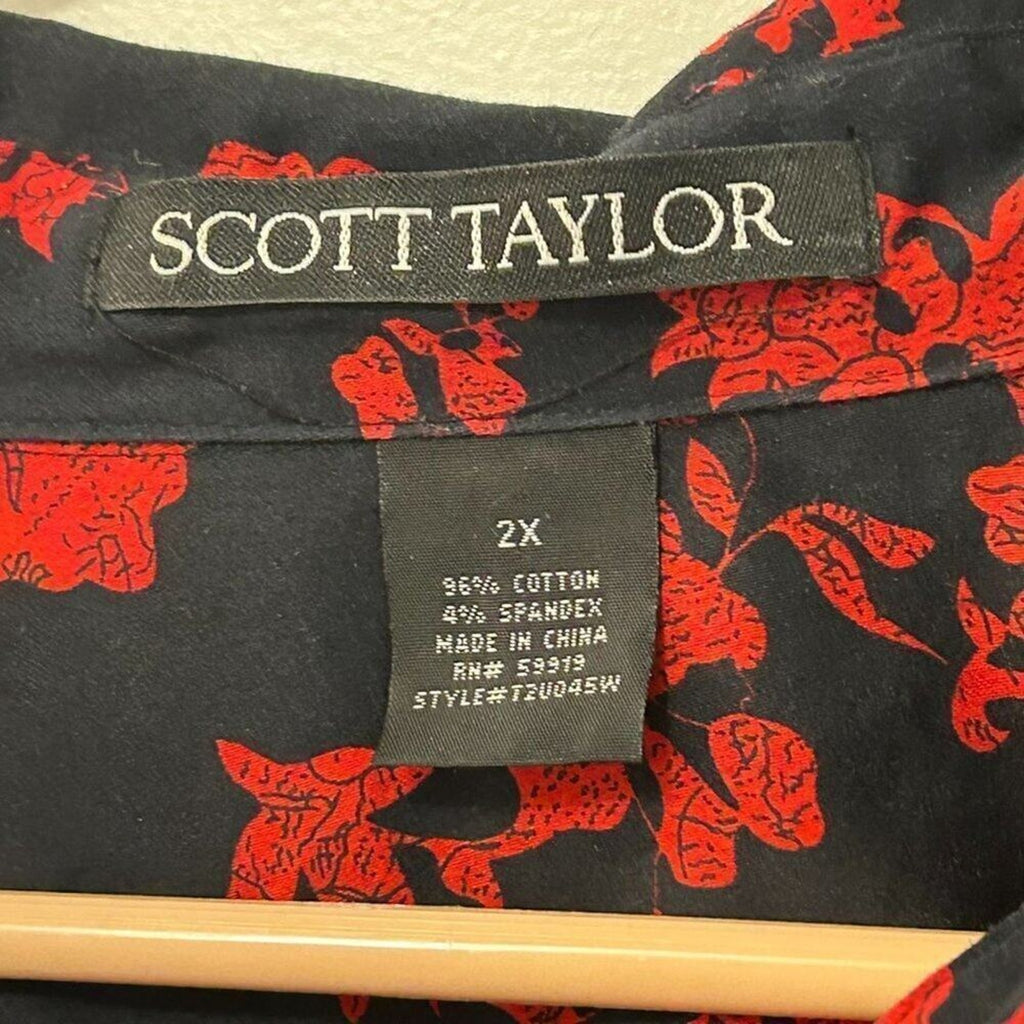 SCOTT TAYLOR
2X
96% COTTON
4% SPANDEX
MADE IN CHINA
RN# 59919
STYLE#T2U045W